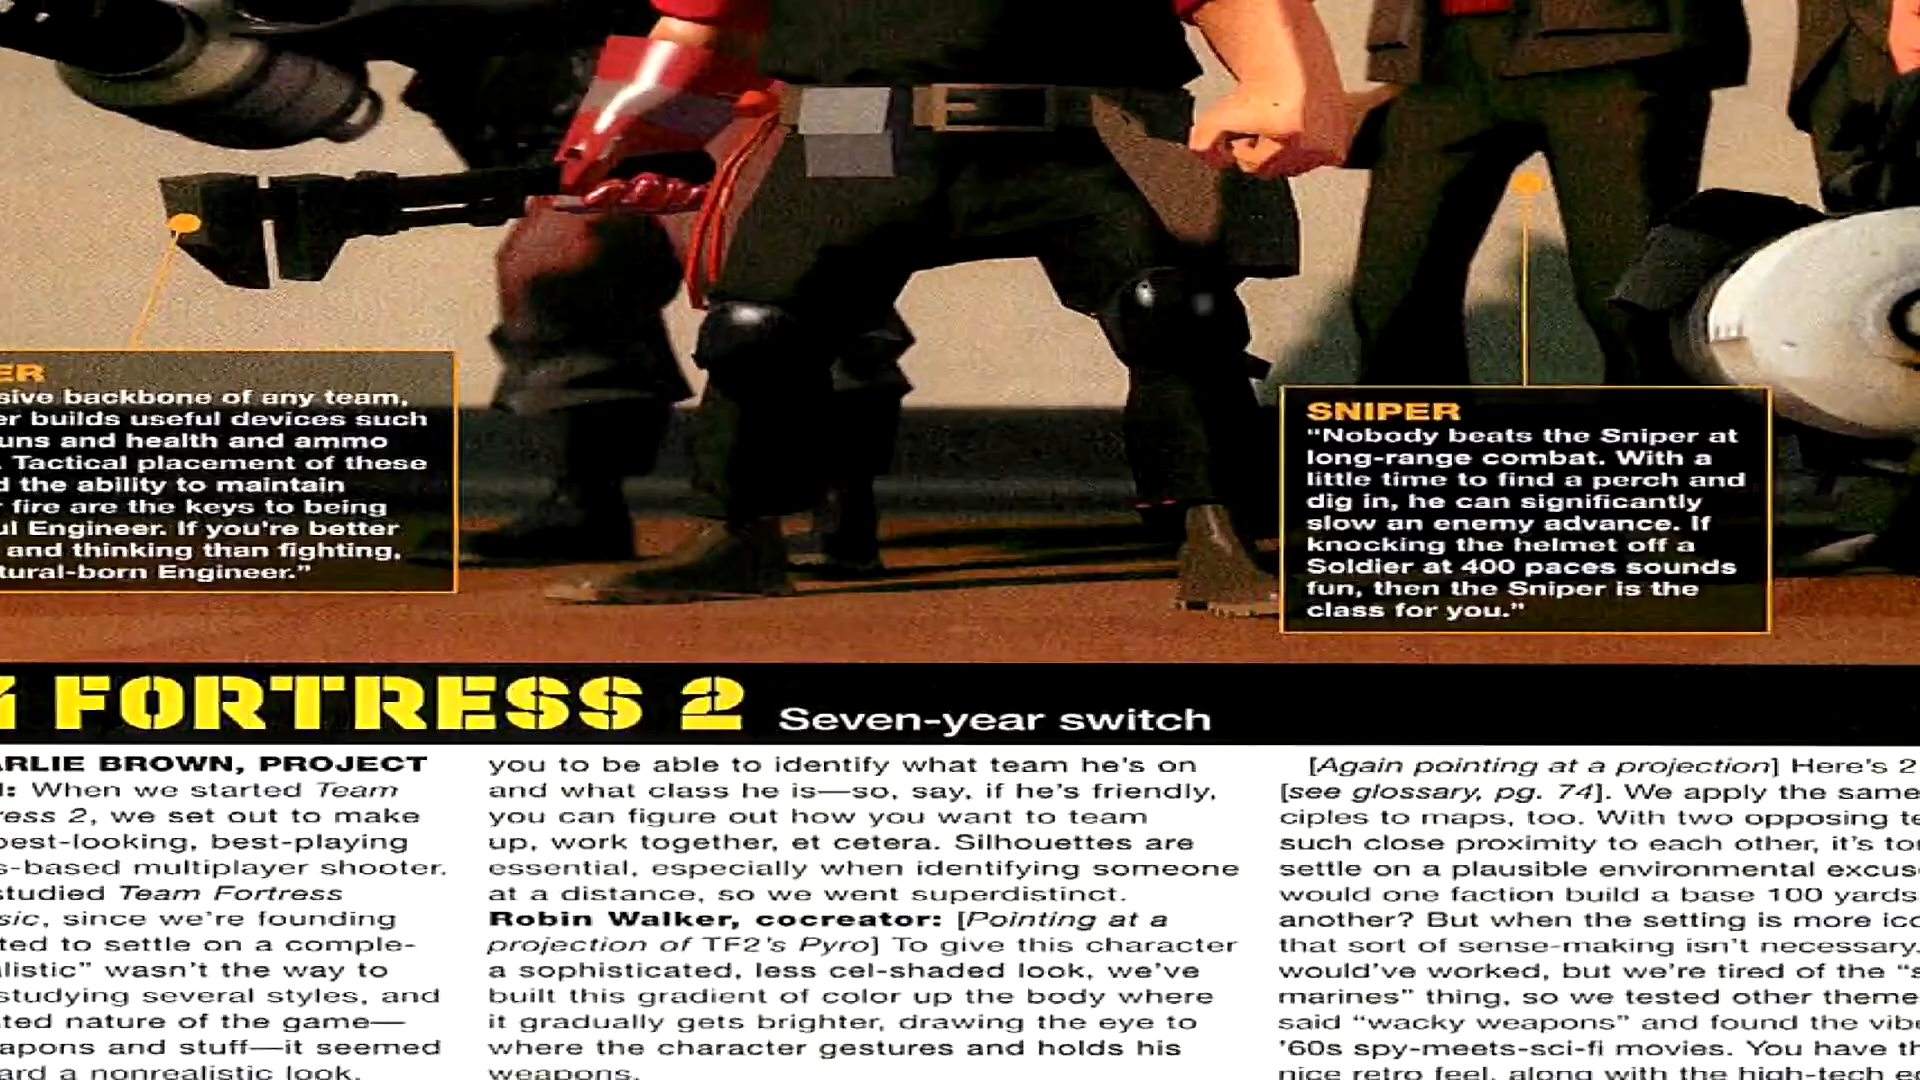 ER
sive backbone of any team,
er builds useful devices such
uns and health and ammo
. Tactical placement of these
d the ability to maintain
r fire are the keys to being
ul Engineer. If you're better
and thinking than fighting,
tural-born Engineer."
SNIPER
"Nobody beats the Sniper at
long-range combat. With a
little time to find a perch and
dig in, he can significantly
slow an enemy advance. If
knocking the helmet off a
Soldier at 400 paces sounds
fun, then the Sniper is the
class for you."
FORTRESS 2 Seven-year switch
ARLIE BROWN, PROJECT
: When we started Team
ress 2, we set out to make
best-looking, best-playing
s-based multiplayer shooter.
studied Team Fortress
sic, since we're founding
ted to settle on a comple-
listic" wasn't the way to
studying several styles, and
ted nature of the game—
apons and stuff—it seemed
ard a nonrealistic look.
you to be able to identify what team he's on
and what class he is—so, say, if he's friendly,
you can figure out how you want to team
up, work together, et cetera. Silhouettes are
essential, especially when identifying someone
at a distance, so we went superdistinct.
Robin Walker, cocreator: [Pointing at a
projection of TF2's Pyro] To give this character
a sophisticated, less cel-shaded look, we've
built this gradient of color up the body where
it gradually gets brighter, drawing the eye to
where the character gestures and holds his
weapons.
[Again pointing at a projection] Here's 2
[see glossary, pg. 74]. We apply the same
ciples to maps, too. With two opposing te
such close proximity to each other, it's to
settle on a plausible environmental excus
would one faction build a base 100 yards
another? But when the setting is more ico
that sort of sense-making isn't necessary.
would've worked, but we're tired of the "s
marines" thing, so we tested other theme
said "wacky weapons" and found the vibe
'60s spy-meets-sci-fi movies. You have th
nice retro feel, along with the high-tech e